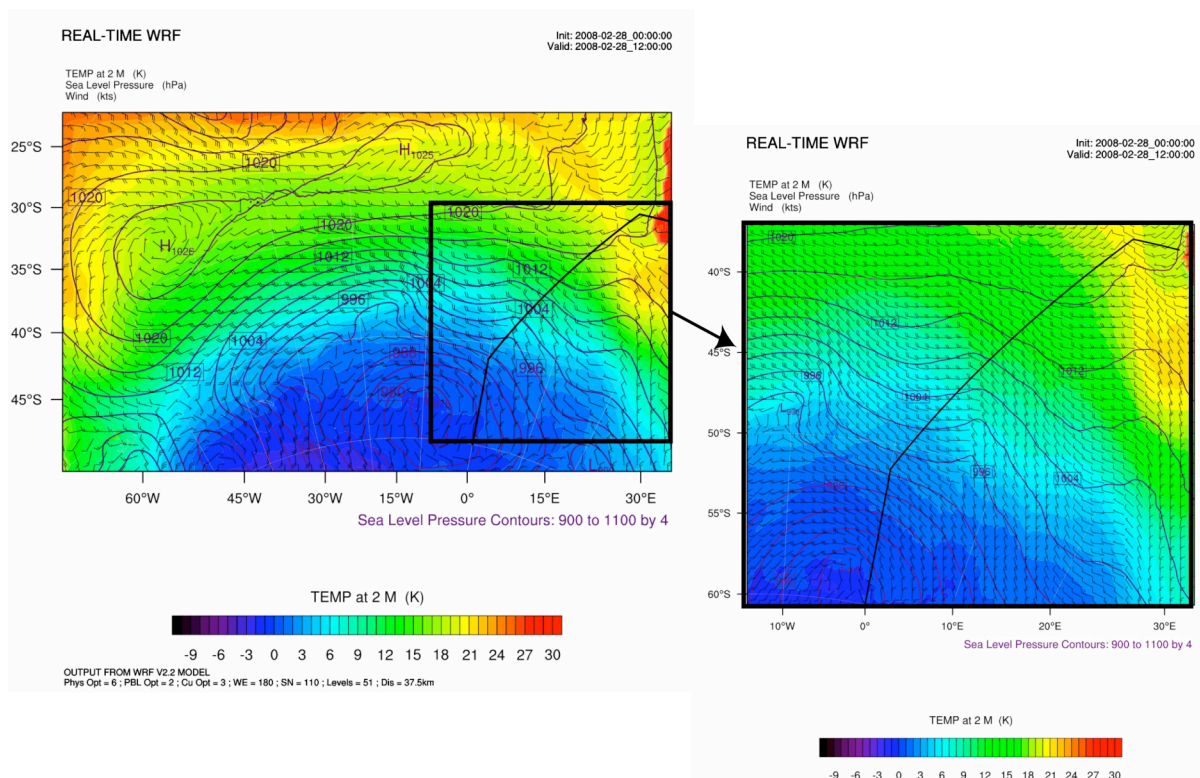 REAL-TIME WRF
Init: 2008-02-28_00:00:00
Valid: 2008-02-28_12:00:00
TEMP at 2 M (K)
Sea Level Pressure (hPa)
Wind (kts)
25°S
30°S
35°S
40°S
45°S
H1025
1020
1020
1020
1020
H1026
1012
1012
1004
1004
996
1020
1004
1012
996
60°W
45°W
30°W
15°W
0°
15°E
30°E
Sea Level Pressure Contours: 900 to 1100 by 4
TEMP at 2 M (K)
-9 -6 -3 0 3 6 9 12 15 18 21 24 27 30
OUTPUT FROM WRF V2.2 MODEL
Phys Opt = 6 ; PBL Opt = 2 ; Cu Opt = 3 ; WE = 180 ; SN = 110 ; Levels = 51 ; Dis = 37.5km
REAL-TIME WRF
Init: 2008-02-28_00:00:00
Valid: 2008-02-28_12:00:00
TEMP at 2 M (K)
Sea Level Pressure (hPa)
Wind (kts)
40°S
45°S
50°S
55°S
60°S
1020
1012
1012
996
1004
996
1004
10°W
0°
10°E
20°E
30°E
Sea Level Pressure Contours: 900 to 1100 by 4
TEMP at 2 M (K)
-9 -6 -3 0 3 6 9 12 15 18 21 24 27 30